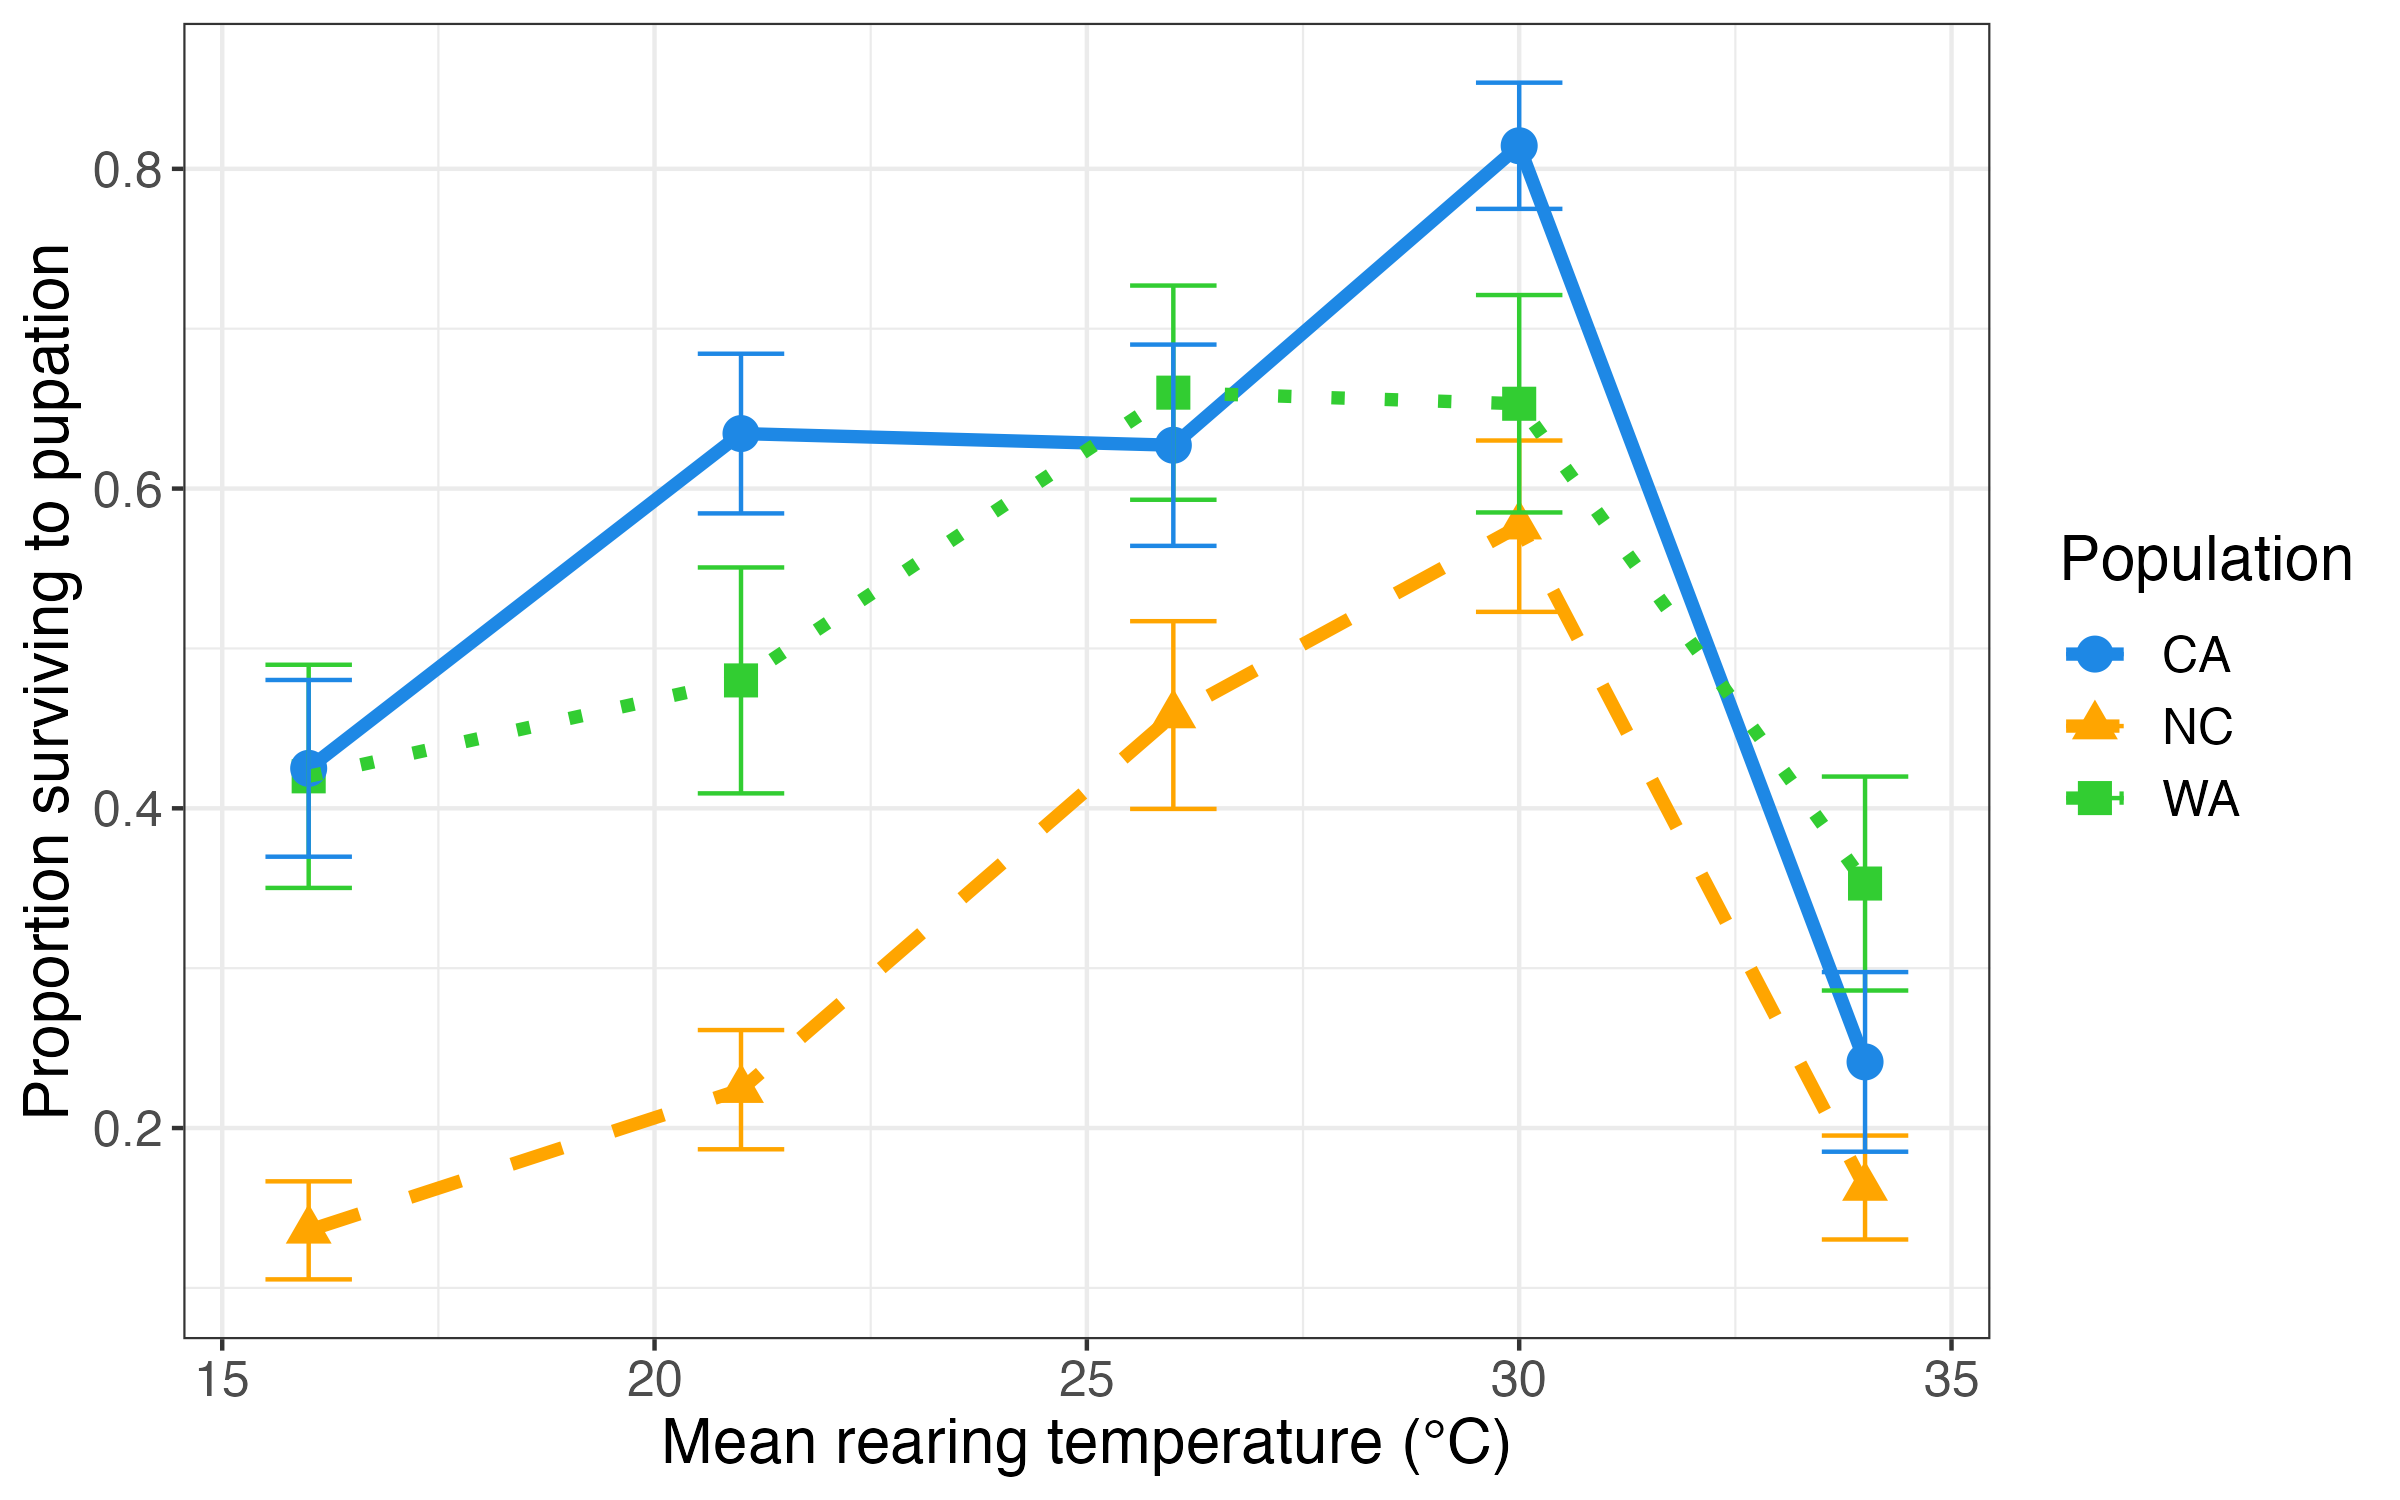 Proportion surviving to pupation
0.8
0.6
0.4
0.2
15 20 25 30 35
Mean rearing temperature (°C)
Population
CA
NC
WA